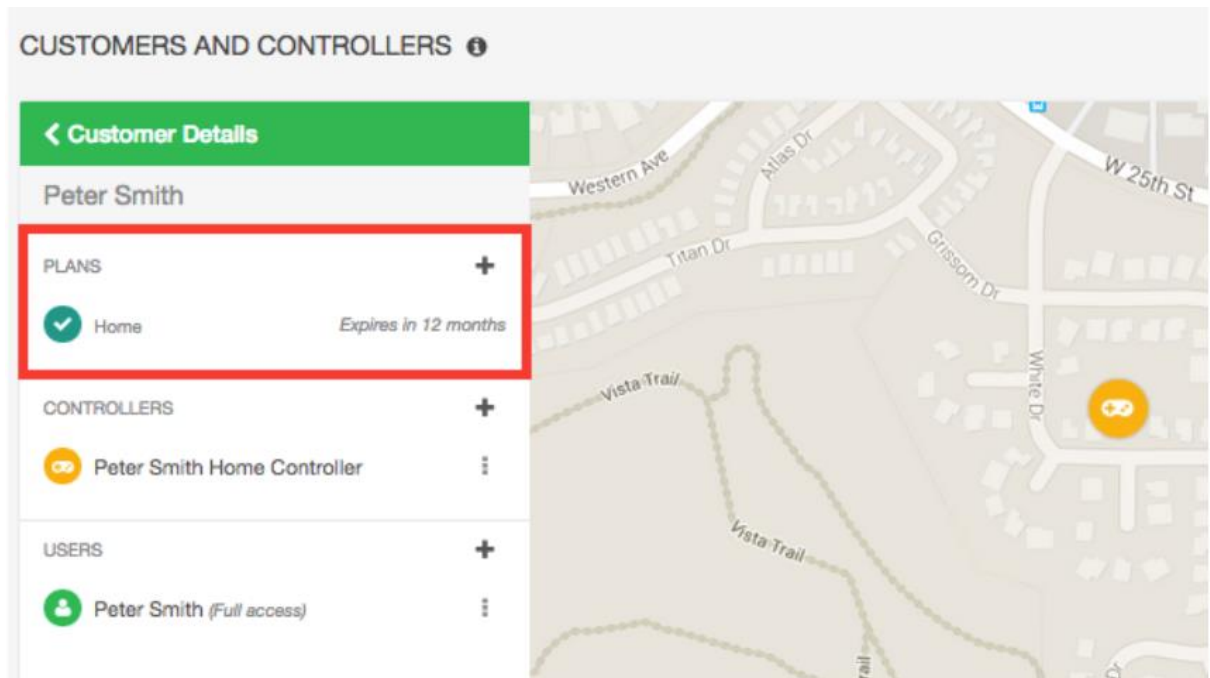 CUSTOMERS AND CONTROLLERS
Customer Details
Peter Smith
PLANS
Home
Expires in 12 months
CONTROLLERS
Peter Smith Home Controller
USERS
Peter Smith (Full access)
Western Ave
Atlas Dr
W 25th St
Titan Dr
Grissom Dr
White Dr
Vista Trail
Vista Trail
ail
Dr